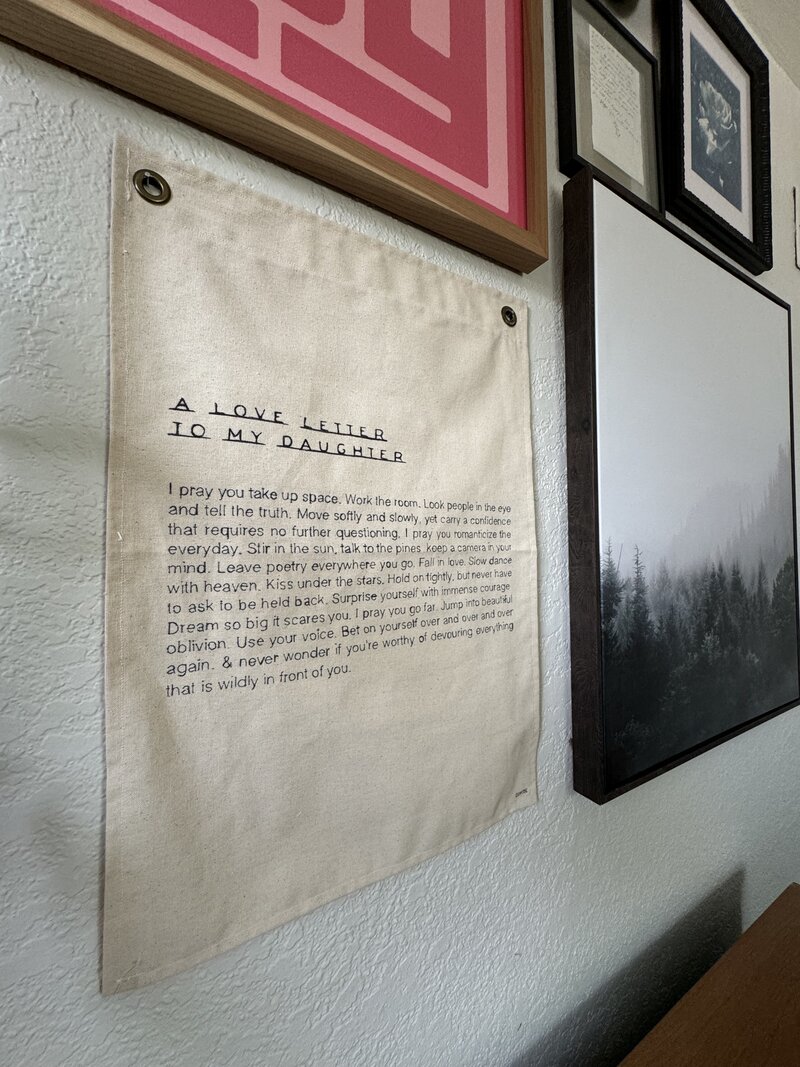 A LOVE LETTER
TO MY DAUGHTER
I pray you take up space. Work the room. Look people in the eye
and tell the truth. Move softly and slowly, yet carry a confidence
that requires no further questioning. I pray you romanticize the
everyday. Stir in the sun, talk to the pines, keep a camera in your
mind. Leave poetry everywhere you go. Fall in love. Slow dance
with heaven. Kiss under the stars. Hold on tightly, but never have
to ask to be held back. Surprise yourself with immense courage
Dream so big it scares you. I pray you go far. Jump into beautiful
oblivion. Use your voice. Bet on yourself over and over and over
again. & never wonder if you're worthy of devouring everything
that is wildly in front of you.